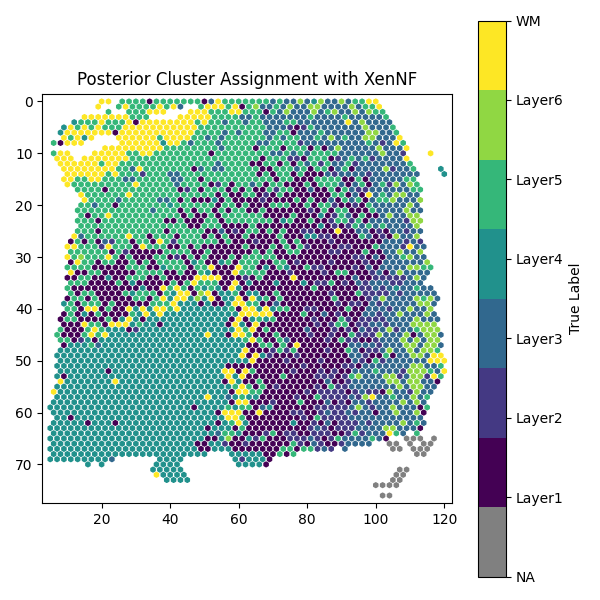 Posterior Cluster Assignment with XenNF
0
10
20
30
40
50
60
70
20
40
60
80
100
120
WM
Layer6
Layer5
Layer4
Layer3
Layer2
Layer1
NA
True Label